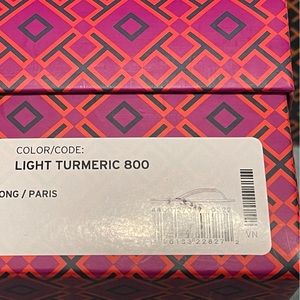 COLOR/CODE:
LIGHT TURMERIC 800
ONG / PARIS
VN